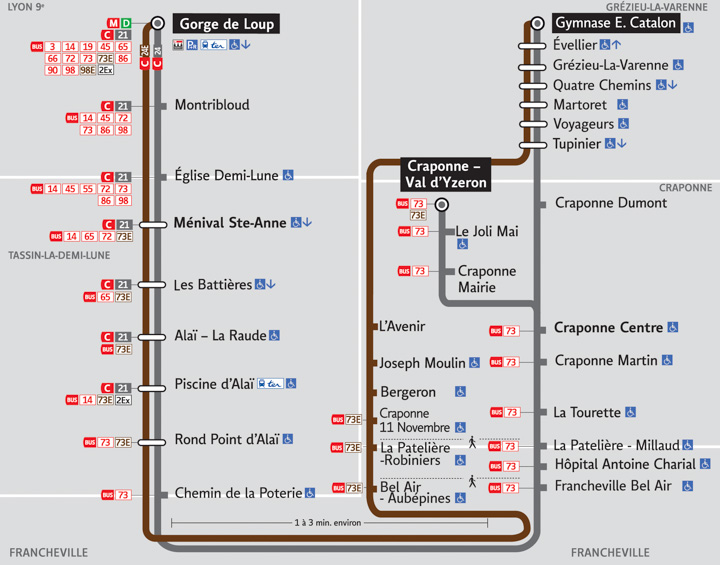 LYON 9e
M D
C 21
BUS 3 14 19 45 65
66 72 73 73E 86
90 98 98E 2Ex
Gorge de Loup
ter
C 24E
C 24
C 21
BUS 14 45 72
73 86 98
Montribloud
C 21
BUS 14 45 55 72 73
86 98
Église Demi-Lune
C 21
BUS 14 65 72 73E
Ménival Ste-Anne
TASSIN-LA-DEMI-LUNE
C 21
BUS 65 73E
Les Battières
C 21
BUS 73E
Alaï – La Raude
C 21
BUS 14 73E 2Ex
Piscine d'Alaï
ter
BUS 73 73E
Rond Point d'Alaï
BUS 73
Chemin de la Poterie
1 à 3 min. environ
FRANCHEVILLE
GRÉZIEU-LA-VARENNE
Gymnase E. Catalon
Évellier
Grézieu-La-Varenne
Quatre Chemins
Martoret
Voyageurs
Tupinier
CRAPONNE
Craponne –
Val d'Yzeron
BUS 73
73E
BUS 73
Le Joli Mai
BUS 73
Craponne
Mairie
Craponne Dumont
L'Avenir
Joseph Moulin
Bergeron
BUS 73E
Craponne
11 Novembre
BUS 73E
La Patelière
-Robiniers
BUS 73E
Bel Air
- Aubépines
BUS 73
Craponne Centre
BUS 73
Craponne Martin
BUS 73
La Tourette
BUS 73
La Patelière - Millaud
BUS 73
Hôpital Antoine Charial
BUS 73
Francheville Bel Air
FRANCHEVILLE